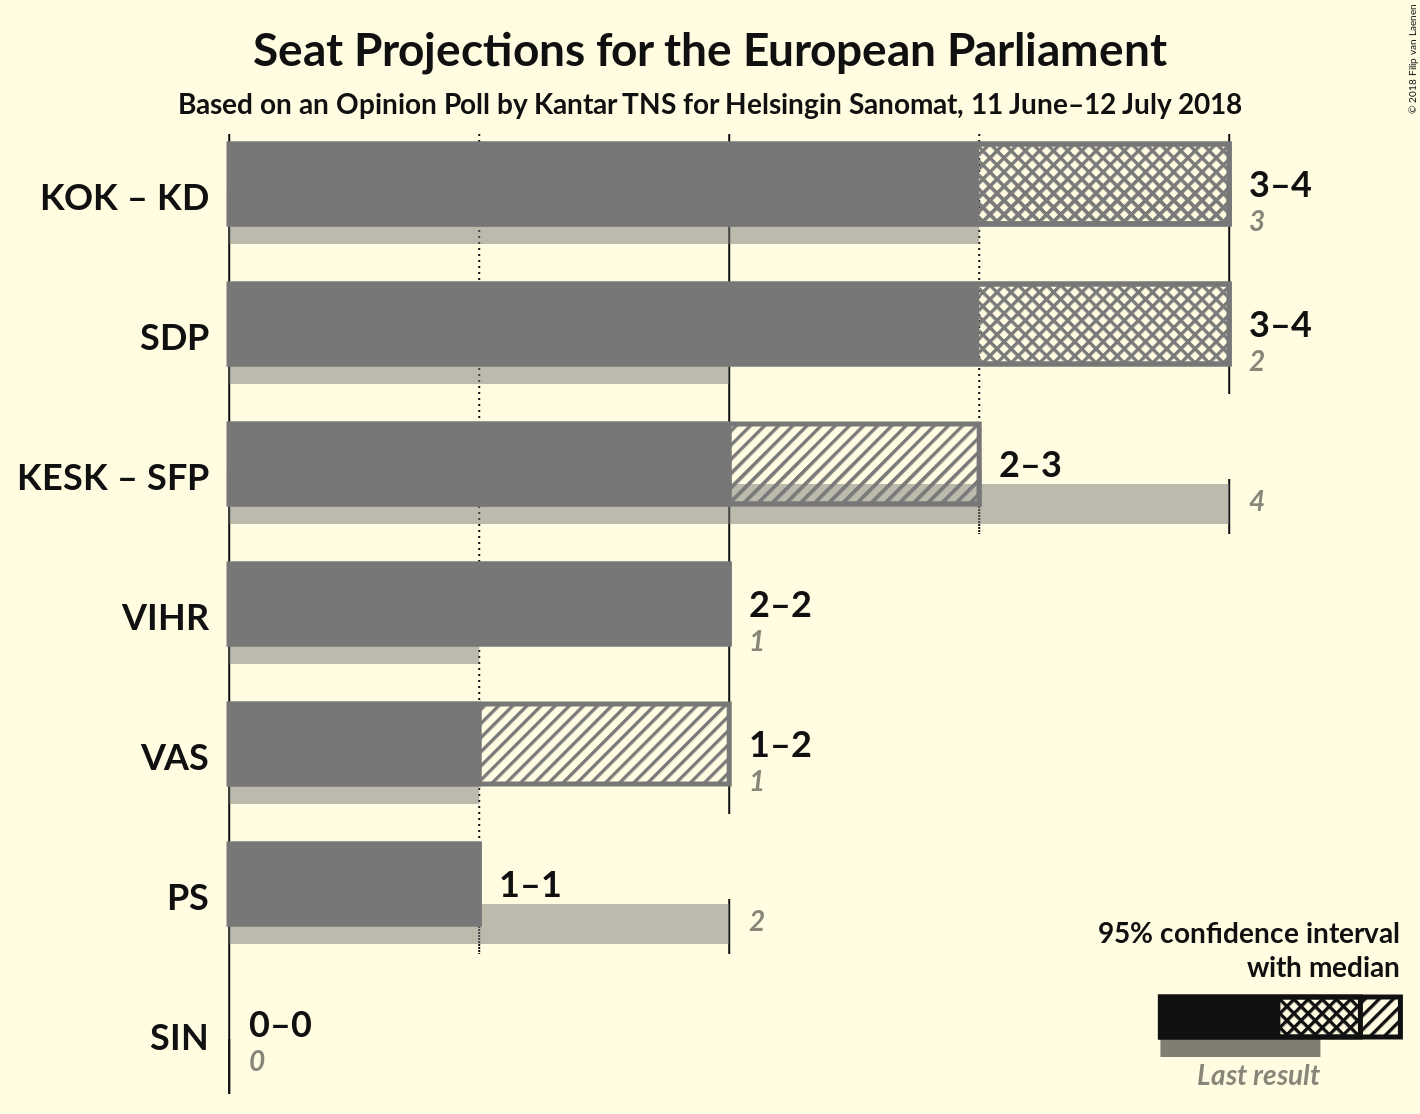 Seat Projections for the European Parliament
Based on an Opinion Poll by Kantar TNS for Helsingin Sanomat, 11 June–12 July 2018
© 2018 Filip van Laenen
KOK – KD
3–4
3
SDP
3–4
2
KESK – SFP
2–3
4
VIHR
2–2
1
VAS
1–2
1
PS
1–1
2
SIN
0–0
0
95% confidence interval
with median
Last result